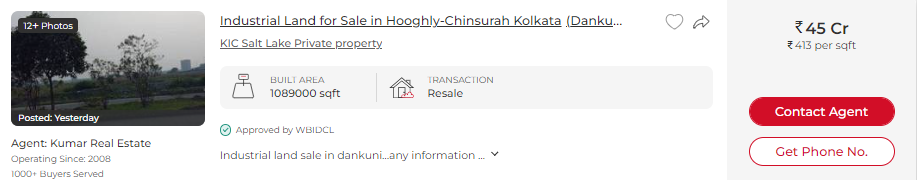 12+ Photos
Posted: Yesterday
Agent: Kumar Real Estate
Operating Since: 2008
1000+ Buyers Served
Industrial Land for Sale in Hooghly-Chinsurah Kolkata (Danku...
KIC Salt Lake Private property
BUILT AREA
1089000 sqft
TRANSACTION
Resale
Approved by WBIDCL
Industrial land sale in dankuni...any information ...
₹45 Cr
₹413 per sqft
Contact Agent
Get Phone No.